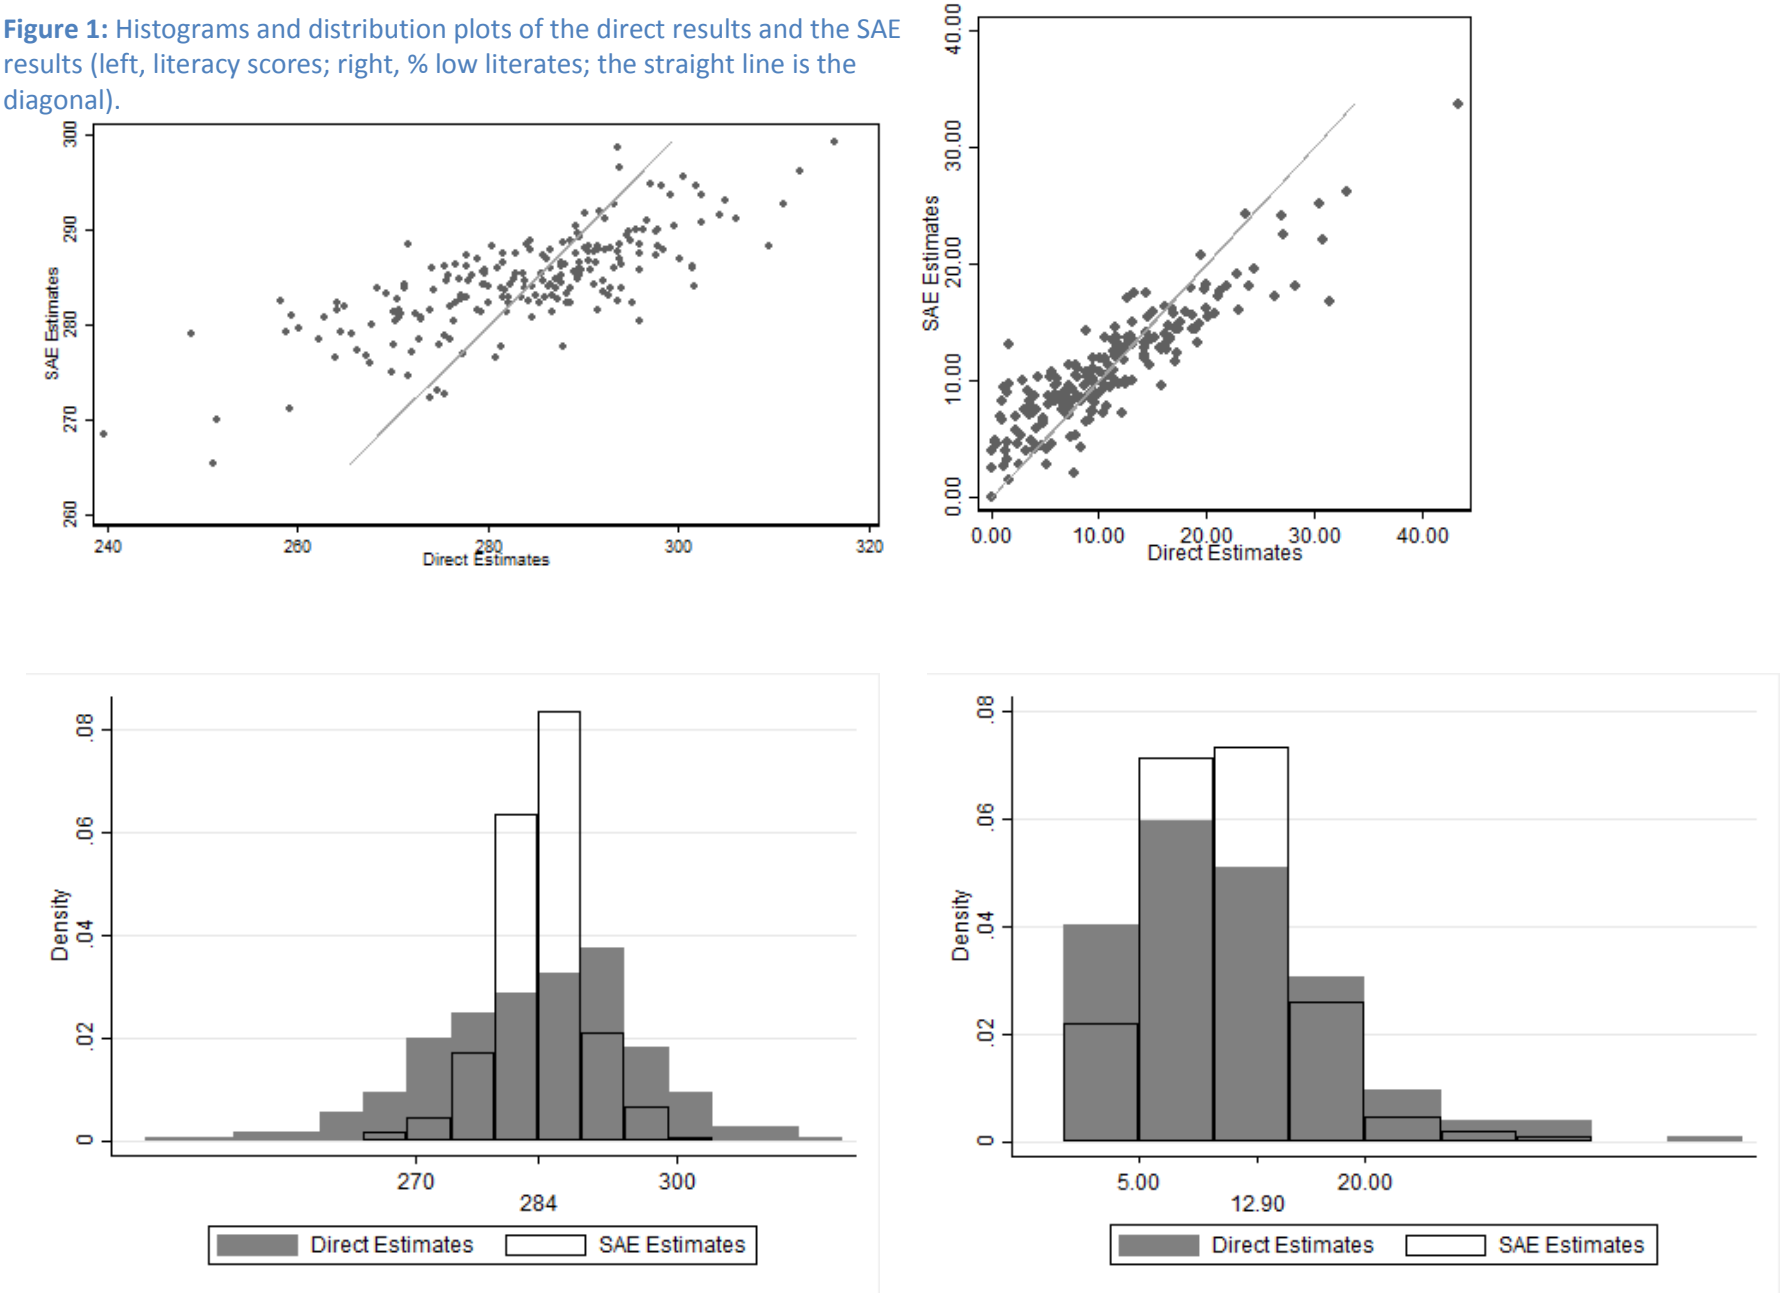 Figure 1: Histograms and distribution plots of the direct results and the SAE
results (left, literacy scores; right, % low literates; the straight line is the
diagonal).
300
290
280
270
260
SAE Estimates
240 260 280 300 320
Direct Estimates
40.00
30.00
20.00
10.00
0.00
SAE Estimates
0.00 10.00 20.00 30.00 40.00
Direct Estimates
.08
.06
.04
.02
0
Density
270 300
284
Direct Estimates SAE Estimates
.08
.06
.04
.02
0
Density
5.00 20.00
12.90
Direct Estimates SAE Estimates